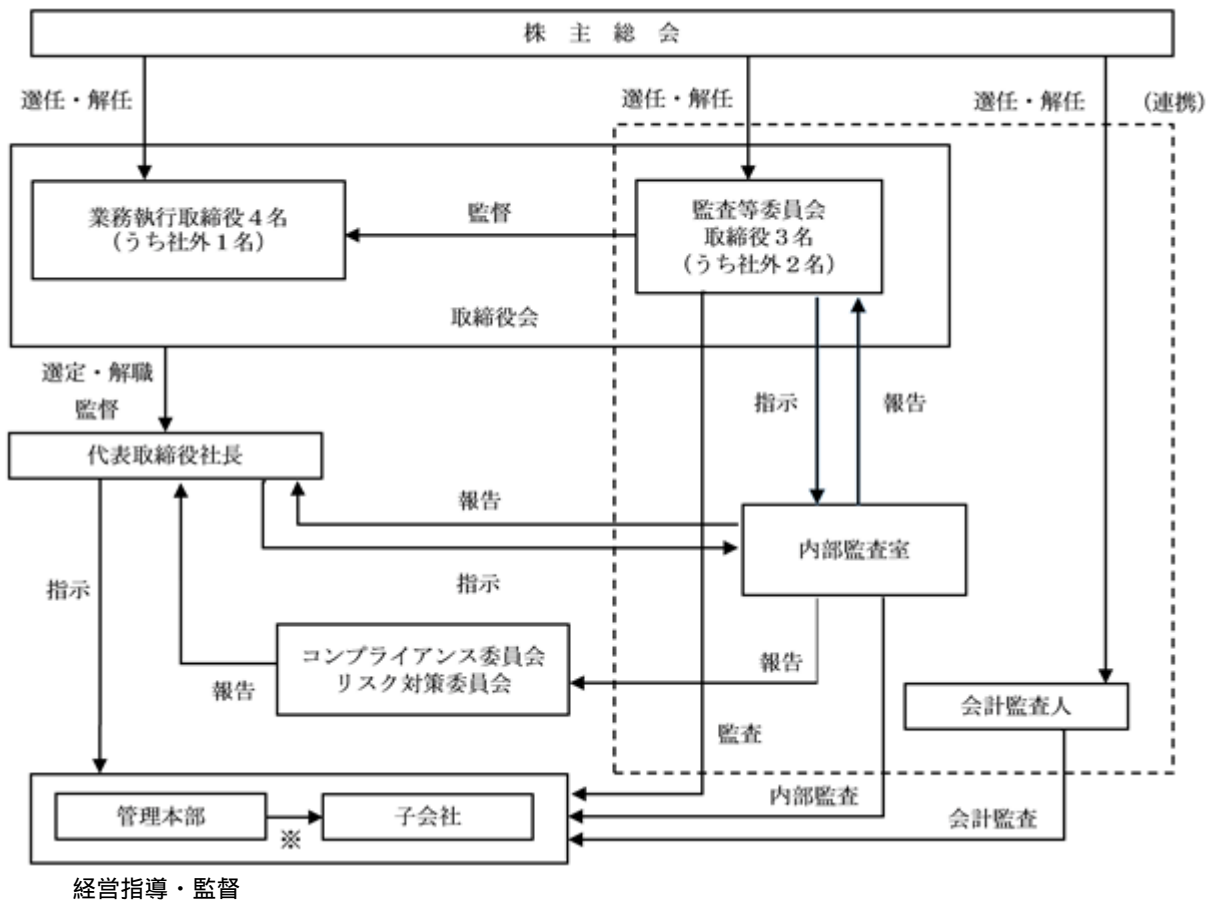 株 主 総 会
選任・解任
選任・解任
選任・解任
(連携)
業務執行取締役４名
(うち社外１名)
監督
監査等委員会
取締役３名
(うち社外２名)
取締役会
選定・解職
監督
指示
報告
代表取締役社長
報告
内部監査室
指示
指示
コンプライアンス委員会
リスク対策委員会
報告
報告
会計監査人
監査
内部監査
会計監査
管理本部
子会社
※
経営指導・監督